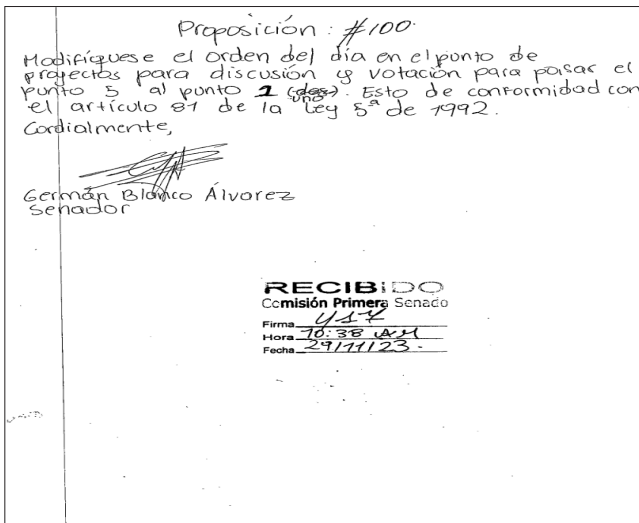 Proposición: #100.
Modifíquese el orden del día en el punto de
proyectos para discusión y votación para pasar el
punto 5 al punto 1 (dos). Esto de conformidad con
uno
el artículo 81 de la Ley 5ª de 1992.
Cordialmente,
Germán Blanco Álvarez
Senador
RECIBIDO
Comisión Primera Senado
Firma
Hora 10:38 AM
Fecha 29/11/23.